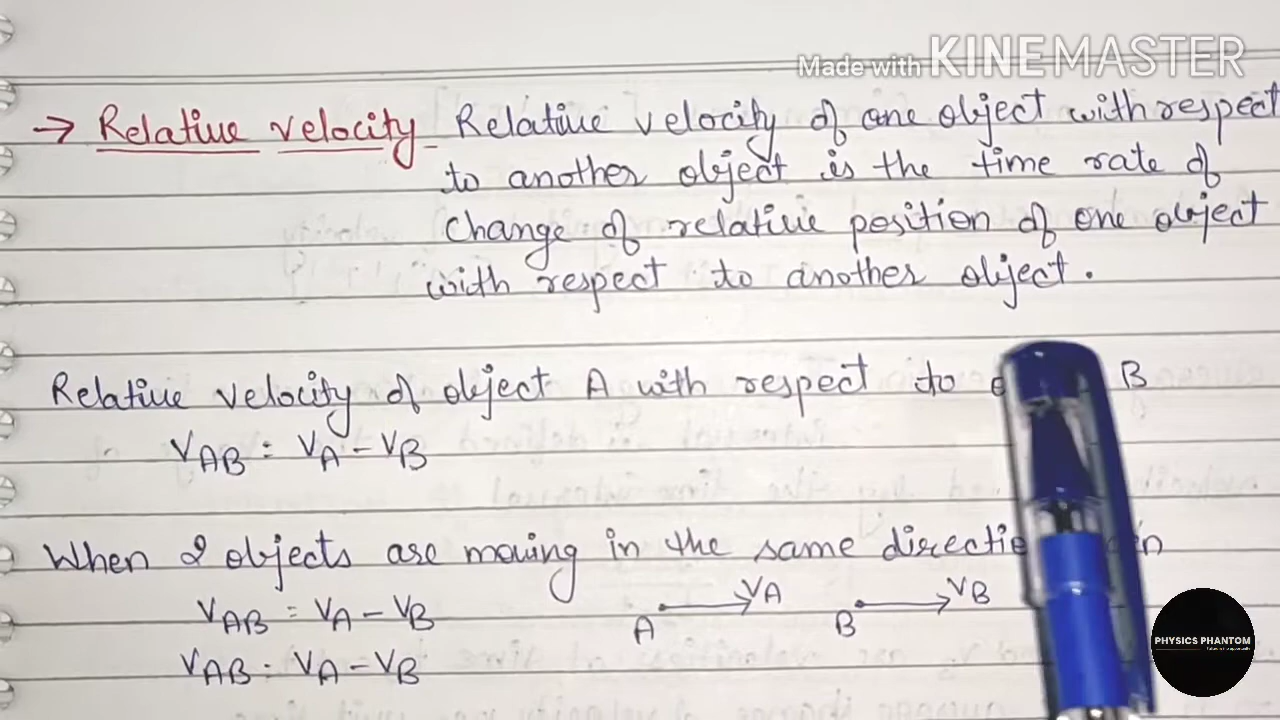 Made with KINEMASTER
→ Relative velocity - Relative velocity of one object with respect
to another object is the time rate of
change of relative position of one object
with respect to another object.
Relative velocity of object A with respect to B
VAB = VA - VB
When 2 objects are moving in the same
VAB = VA - VB
A VA B VB
VAB = VA - VB
PHYSICS PHANTOM